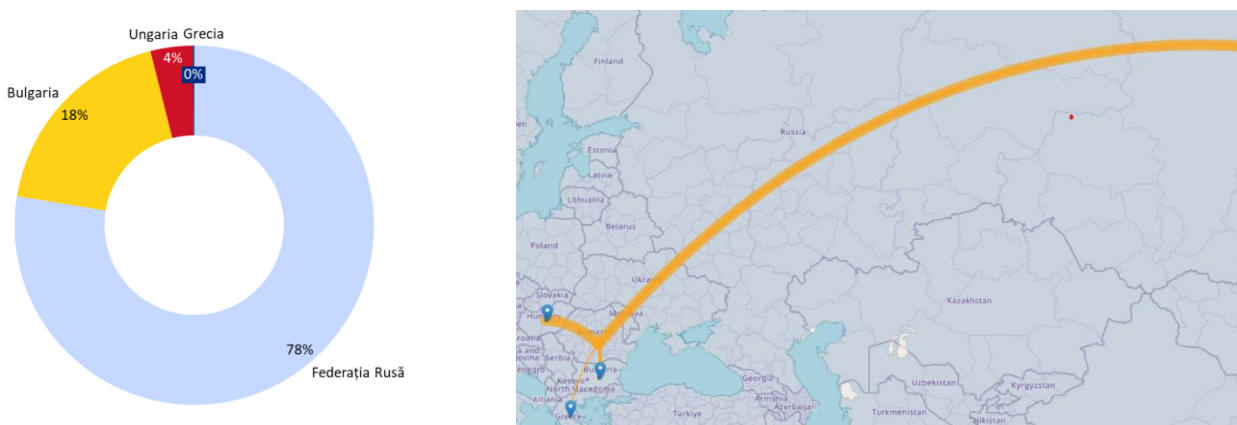 Ungaria Grecia
4%
0%
Bulgaria
18%
78%
Federația Rusă
Finland
Russia
Estonia
Latvia
Lithuania
Belarus
Poland
Ukraine
Slovakia
Moldova
Kazakhstan
Romania
Croatia
Serbia
Bulgaria
Kosovo*
North Macedonia
Albania
Greece
Georgia
Armenia
Azerbaijan
Türkiye
Uzbekistan
Kyrgyzstan
Turkmenistan